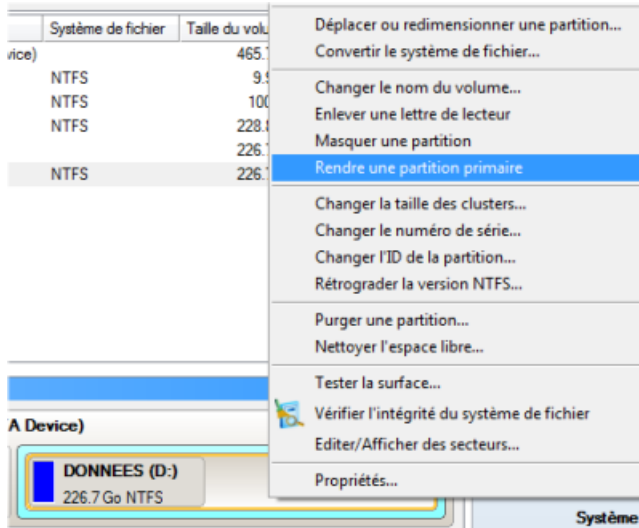 Système de fichier Taille du volu
vice) 465.
NTFS 9.
NTFS 100
NTFS 228.
226.
NTFS 226.
Déplacer ou redimensionner une partition...
Convertir le système de fichier...
Changer le nom du volume...
Enlever une lettre de lecteur
Masquer une partition
Rendre une partition primaire
Changer la taille des clusters...
Changer le numéro de série...
Changer l'ID de la partition...
Rétrograder la version NTFS...
Purger une partition...
Nettoyer l'espace libre...
Tester la surface...
Vérifier l'intégrité du système de fichier
Editer/Afficher des secteurs...
Propriétés...
A Device)
DONNEES (D:)
226.7 Go NTFS
Système